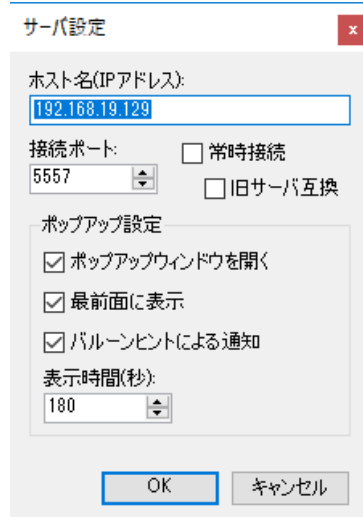 サーバ設定
x
ホスト名(IPアドレス):
192.168.19.129
接続ポート:
5557
常時接続
旧サーバ互換
ポップアップ設定
ポップアップウィンドウを開く
最前面に表示
バルーンヒントによる通知
表示時間(秒):
180
OK キャンセル